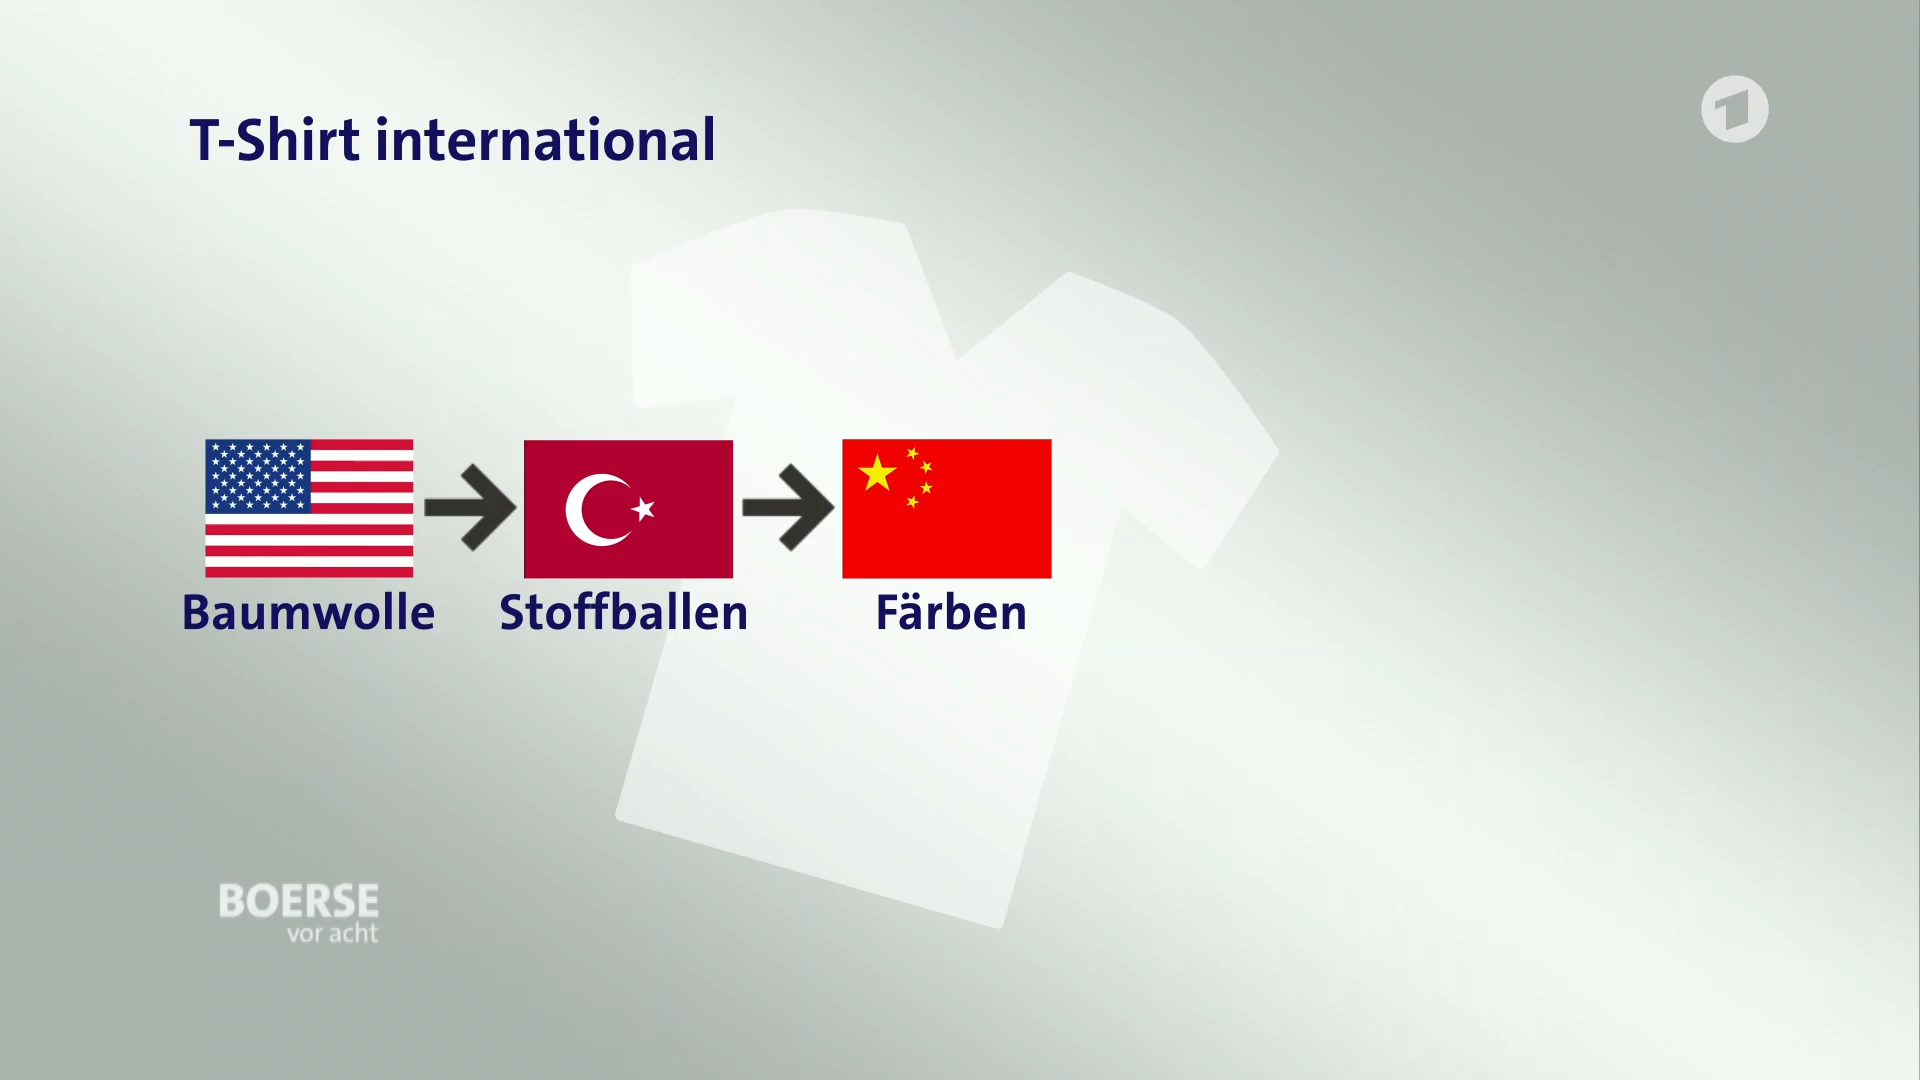 T-Shirt international
Baumwolle
Stoffballen
Färben
BOERSE
vor acht